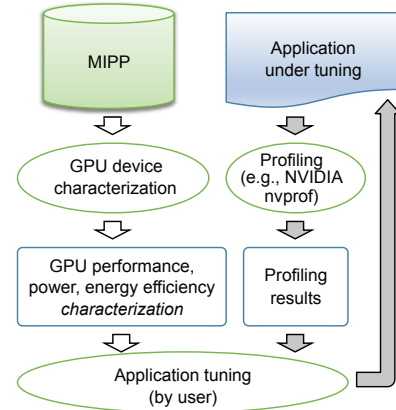 MIPP
Application
under tuning
GPU device
characterization
Profiling
(e.g., NVIDIA
nvprof)
GPU performance,
power, energy efficiency
characterization
Profiling
results
Application tuning
(by user)